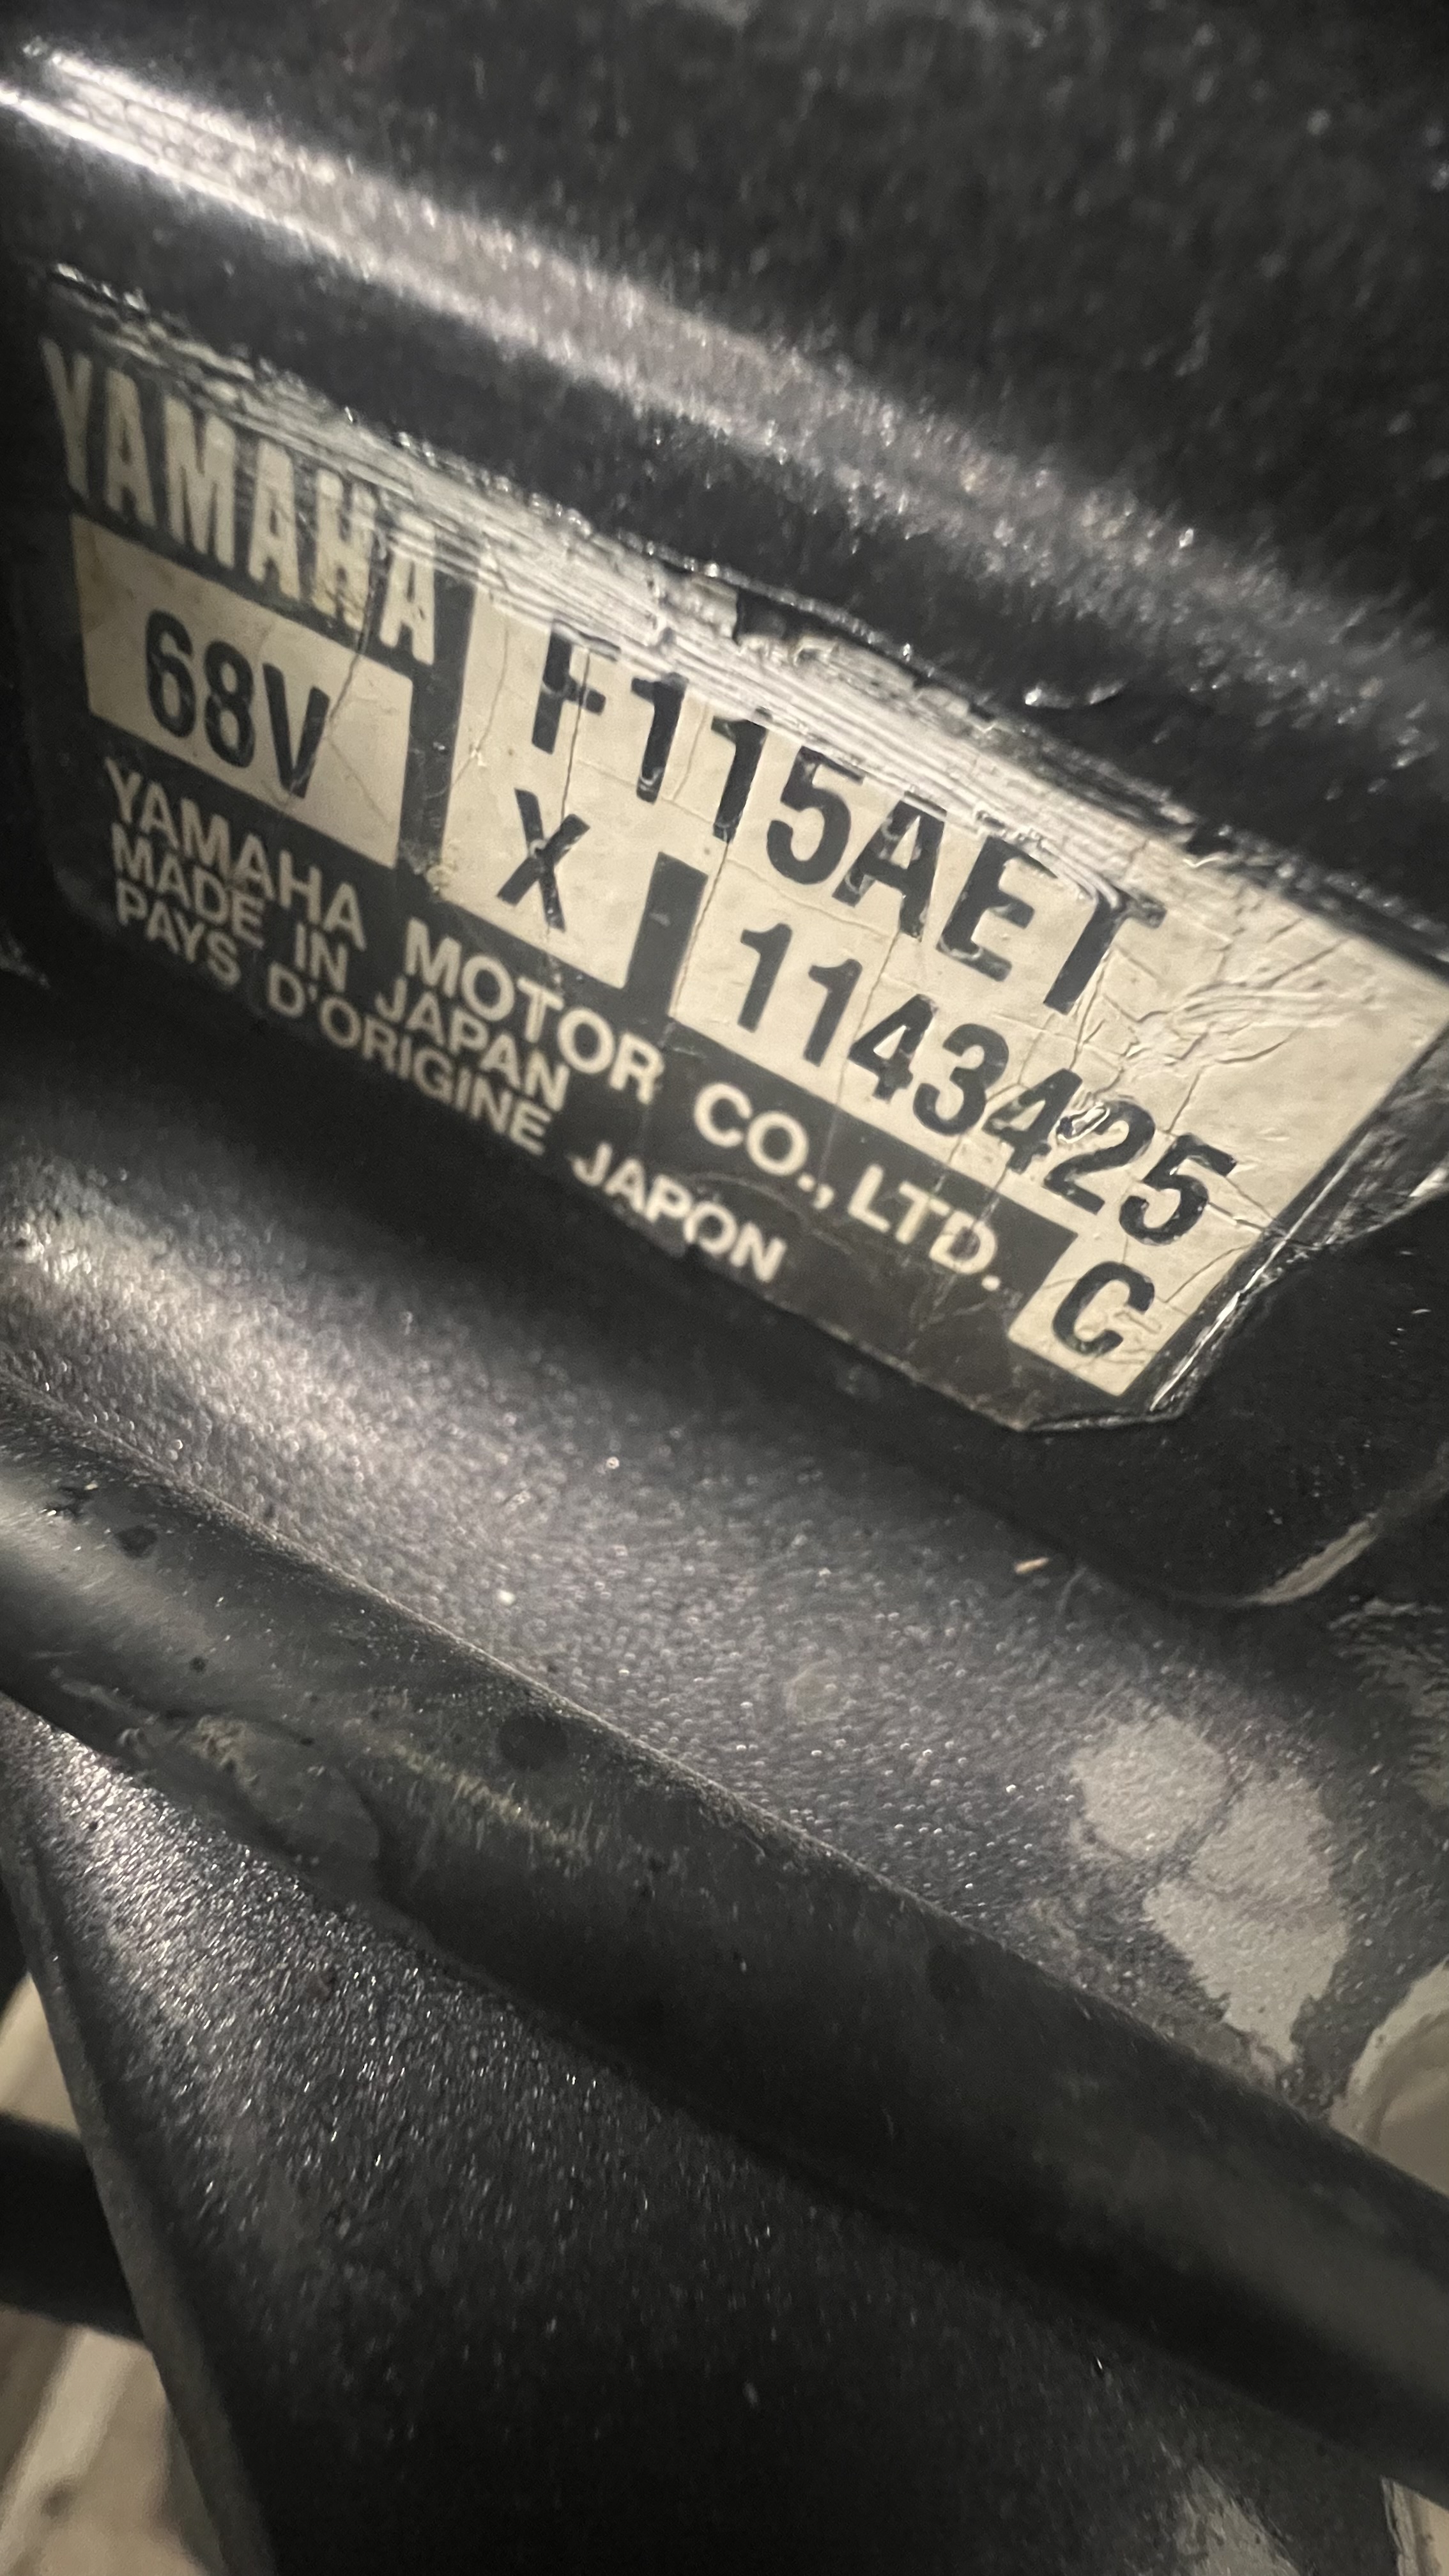 YAMAHA
F115AET
68V
X 1143425
YAMAHA MOTOR CO., LTD.
MADE IN JAPAN
PAYS D'ORIGINE JAPON
C